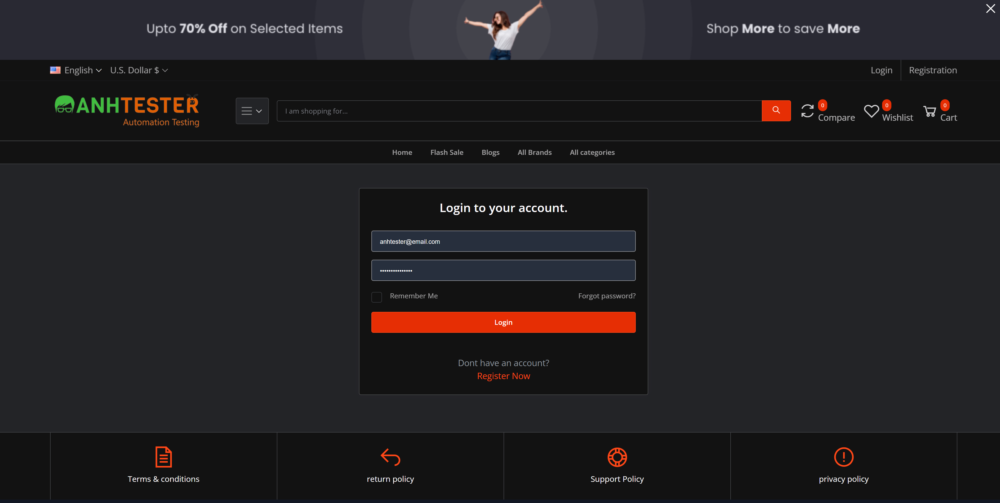 Upto 70% Off on Selected Items
Shop More to save More
English
U.S. Dollar $
Login
Registration
ANHTESTER
Automation Testing
I am shopping for...
0
Compare
0
Wishlist
0
Cart
Home
Flash Sale
Blogs
All Brands
All categories
Login to your account.
anhtester@email.com
•••••••••••••••
Remember Me
Forgot password?
Login
Dont have an account?
Register Now
Terms & conditions
return policy
Support Policy
privacy policy